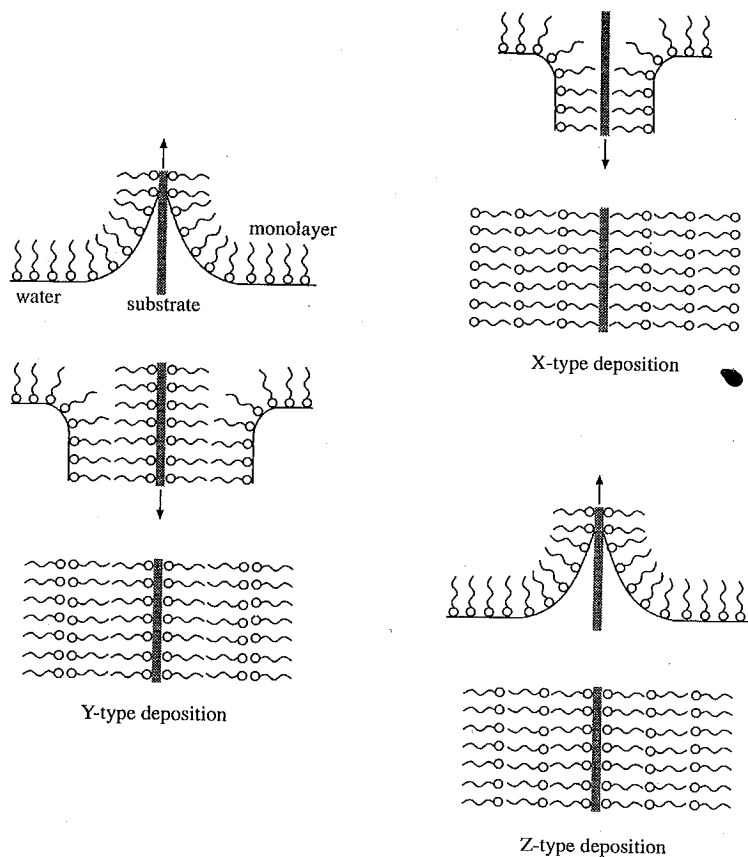 monolayer
water
substrate
Y-type deposition
X-type deposition
Z-type deposition